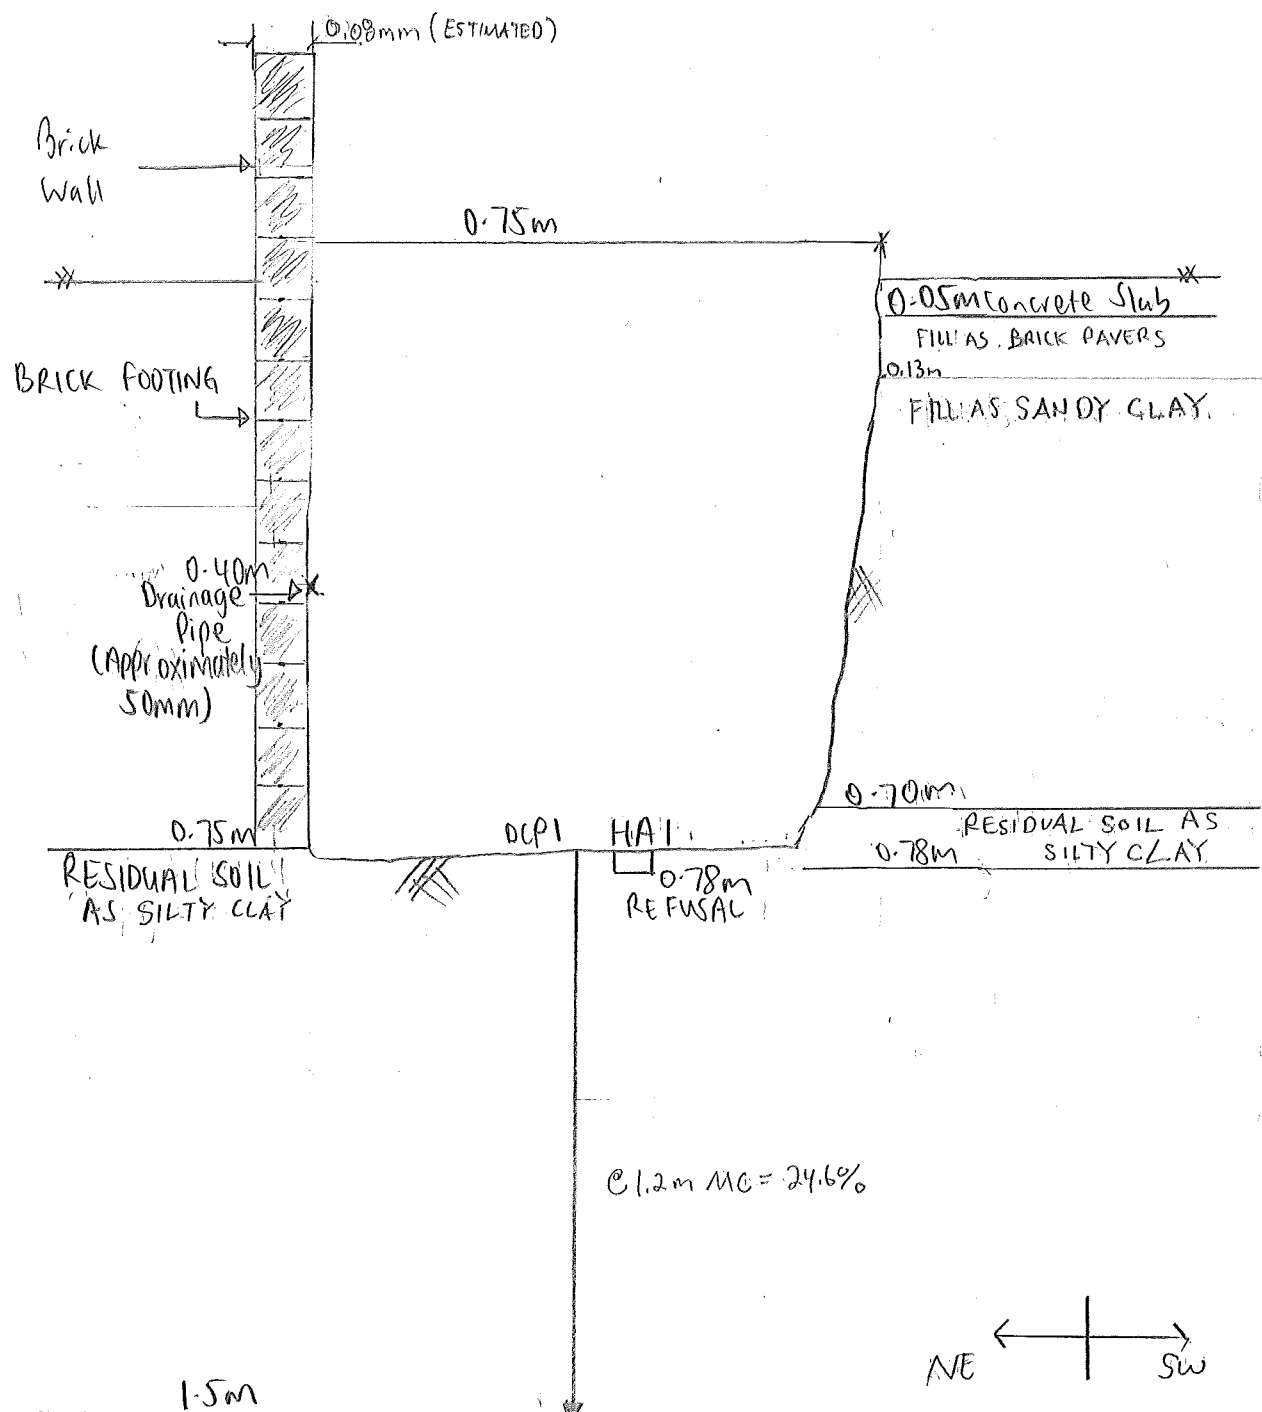 0.08mm (ESTIMATED)
Brick
Wall
0.75m
0.05m Concrete Slab
FILL: AS BRICK PAVERS
0.13m
BRICK FOOTING
FILL: AS SANDY CLAY.
0.40m
Drainage
Pipe
(Approximately
50mm)
0.70m
0.75m
DCP1
HA1
RESIDUAL SOIL AS
SILTY CLAY
0.78m
RESIDUAL SOIL
AS SILTY CLAY
0.78m
REFUSAL
@1.2m MC = 24.6%
NE
SW
1.5m